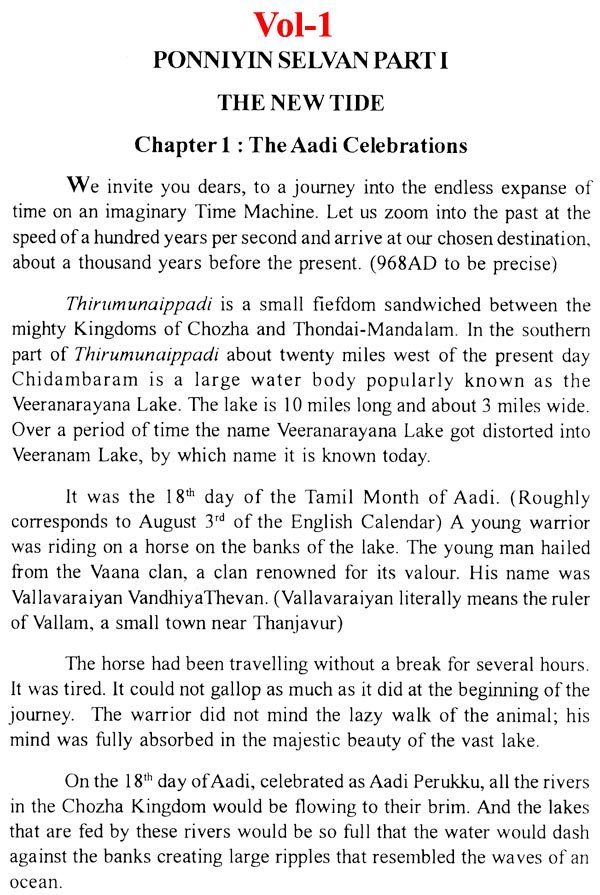 Vol-1
PONNIYIN SELVAN PART I
THE NEW TIDE
Chapter 1 : The Aadi Celebrations
We invite you dears, to a journey into the endless expanse of
time on an imaginary Time Machine. Let us zoom into the past at the
speed of a hundred years per second and arrive at our chosen destination,
about a thousand years before the present. (968AD to be precise)
Thirumunaippadi is a small fiefdom sandwiched between the
mighty Kingdoms of Chozha and Thondai-Mandalam. In the southern
part of Thirumunaippadi about twenty miles west of the present day
Chidambaram is a large water body popularly known as the
Veeranarayana Lake. The lake is 10 miles long and about 3 miles wide.
Over a period of time the name Veeranarayana Lake got distorted into
Veeranam Lake, by which name it is known today.
It was the 18th day of the Tamil Month of Aadi. (Roughly
corresponds to August 3rd of the English Calendar) A young warrior
was riding on a horse on the banks of the lake. The young man hailed
from the Vaana clan, a clan renowned for its valour. His name was
Vallavaraiyan VandhiyaThevan. (Vallavaraiyan literally means the ruler
of Vallam, a small town near Thanjavur)
The horse had been travelling without a break for several hours.
It was tired. It could not gallop as much as it did at the beginning of the
journey. The warrior did not mind the lazy walk of the animal; his
mind was fully absorbed in the majestic beauty of the vast lake.
On the 18th day of Aadi, celebrated as Aadi Perukku, all the rivers
in the Chozha Kingdom would be flowing to their brim. And the lakes
that are fed by these rivers would be so full that the water would dash
against the banks creating large ripples that resembled the waves of an
ocean.